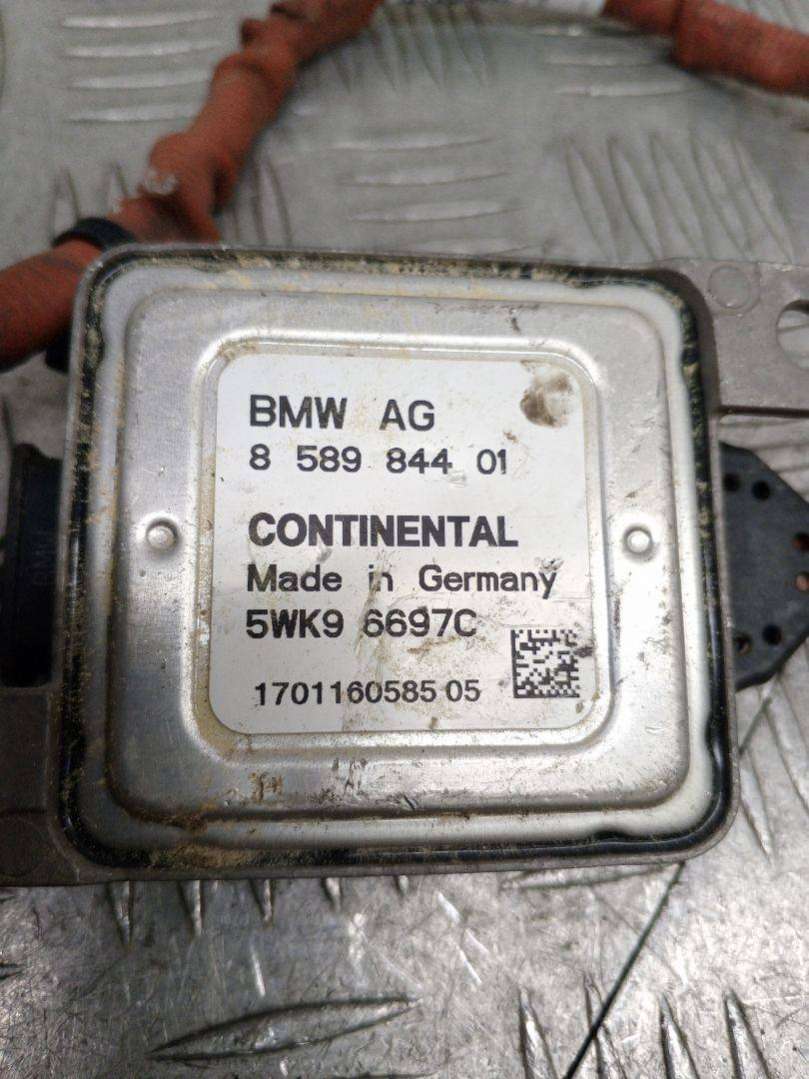 BMW AG
8 589 844 01
CONTINENTAL
Made in Germany
5WK9 6697C
1701160585 05